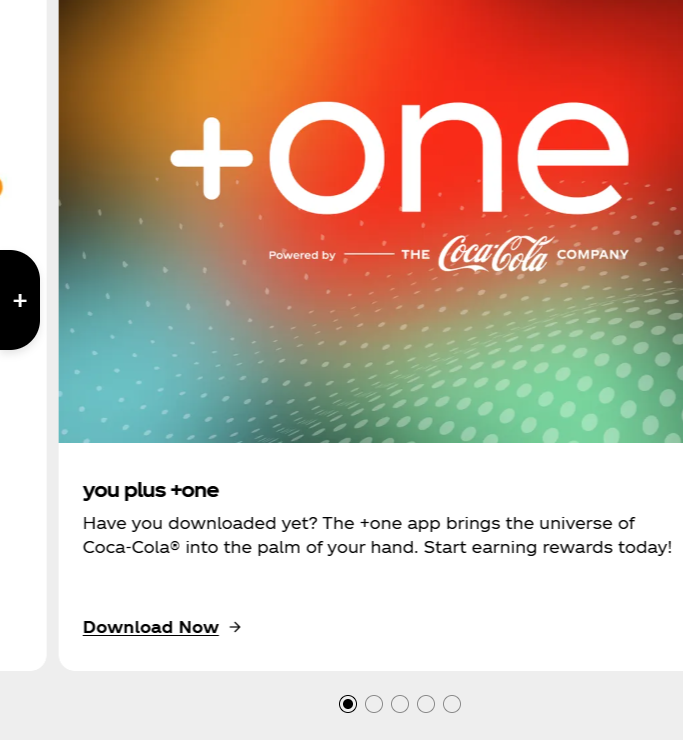 +one
Powered by THE Coca-Cola COMPANY
+
you plus +one
Have you downloaded yet? The +one app brings the universe of
Coca-Cola® into the palm of your hand. Start earning rewards today!
Download Now →